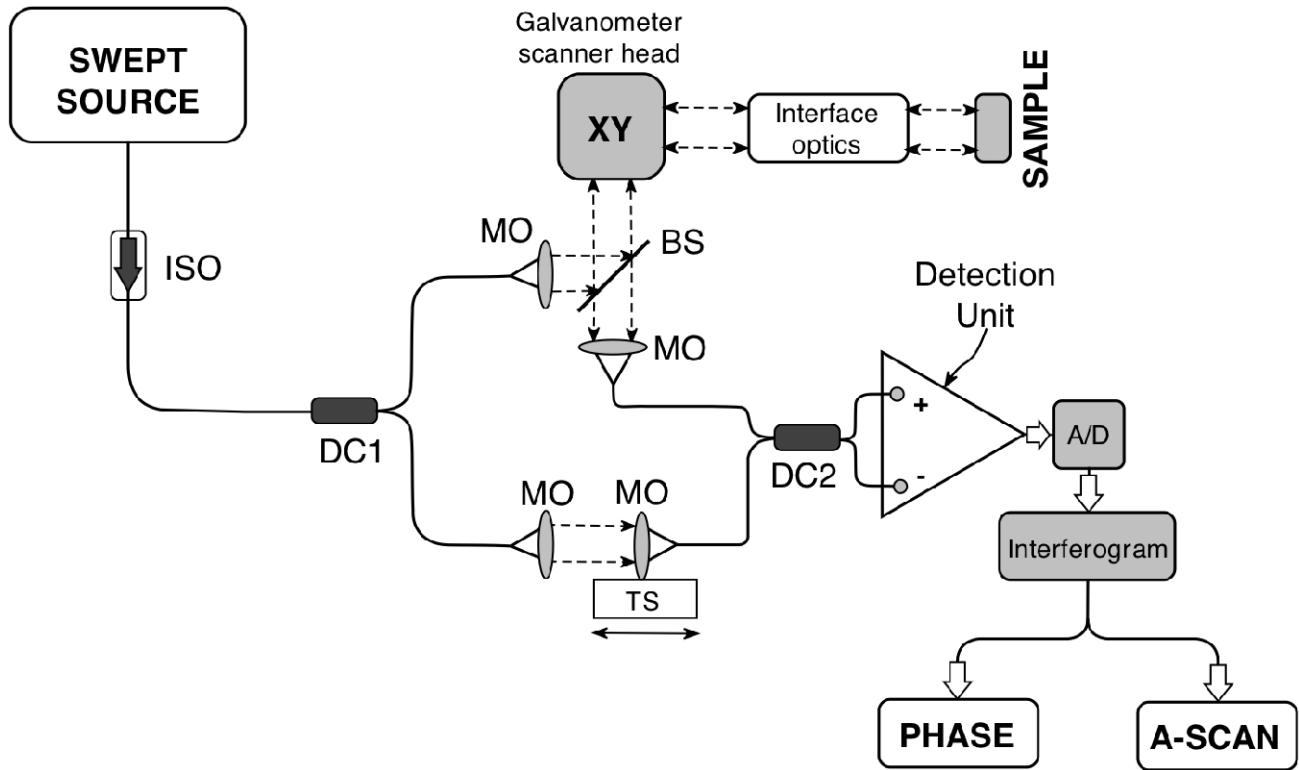 SWEPT
SOURCE
Galvanometer
scanner head
XY
Interface
optics
SAMPLE
ISO
MO
BS
MO
Detection
Unit
DC1
MO
MO
TS
DC2
+
-
A/D
Interferogram
PHASE
A-SCAN